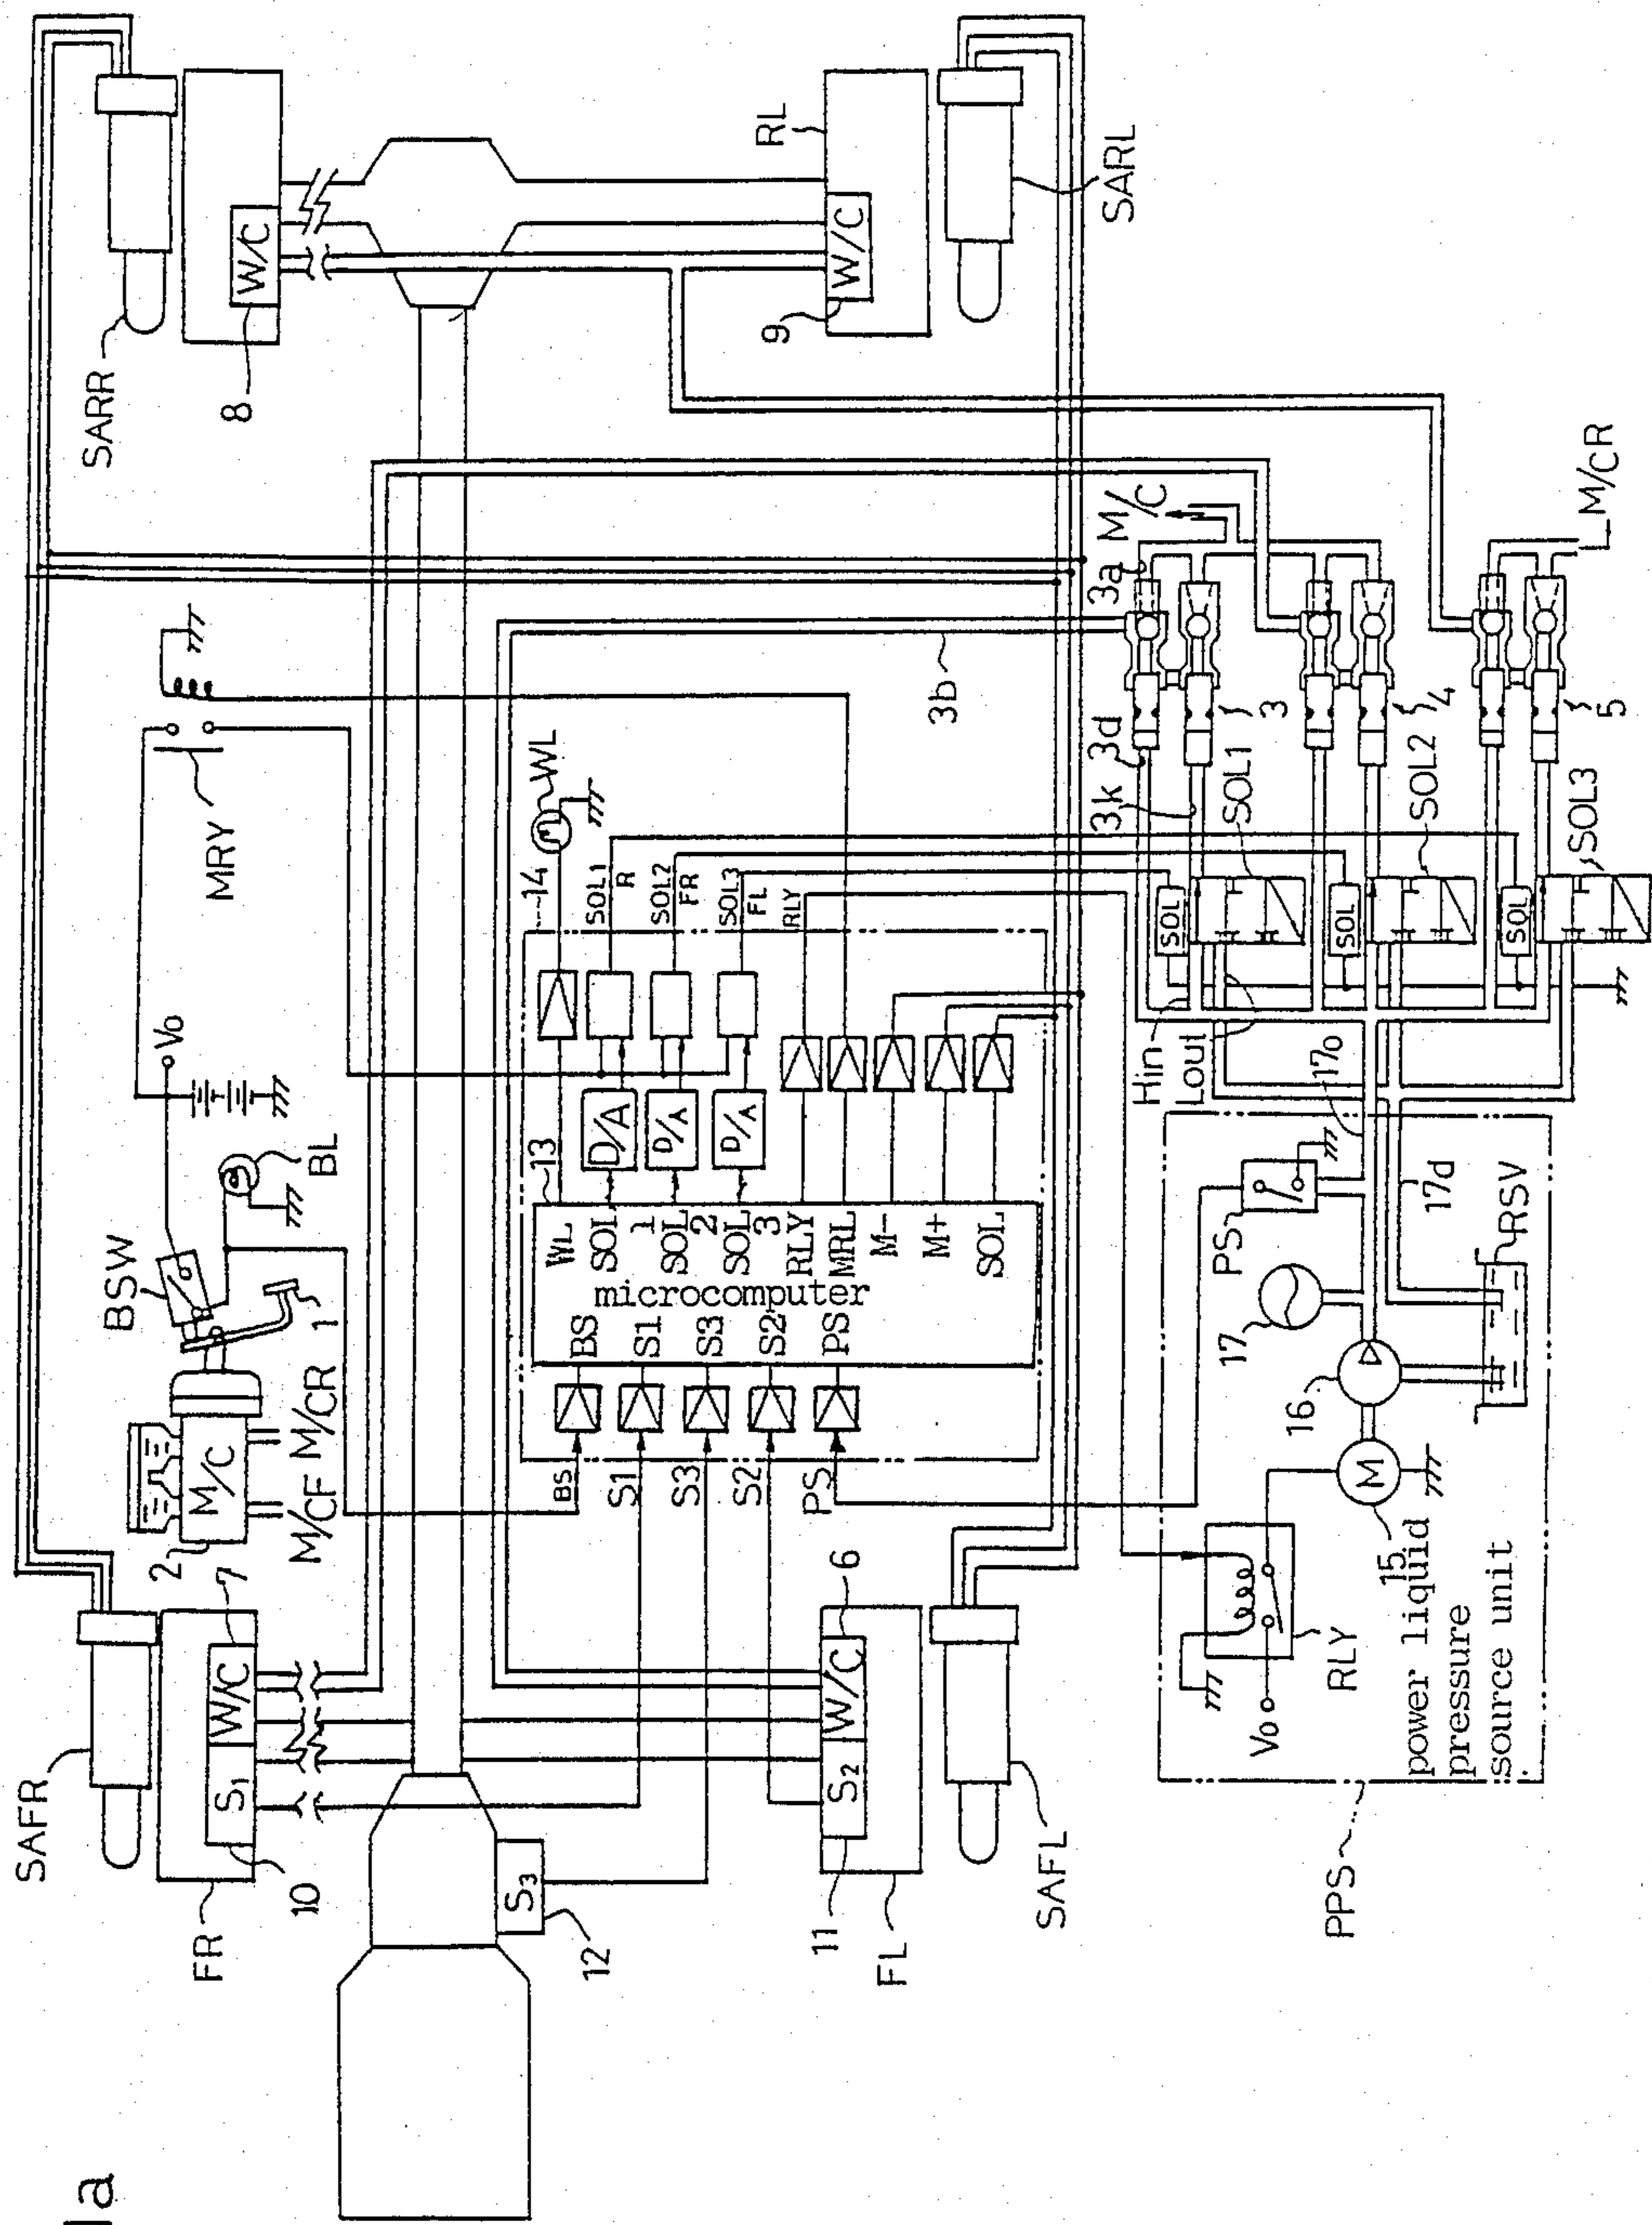 1a
SARR
8
W/C
RL
W/C
9
SARL
MRY
Vo
BSW
BL
1
M/C
2
M/CF
M/CR
SAFR
7
W/C
S1
10
FR
S3
12
6
W/C
S2
11
FL
SAFL
WL
14
SOL1
R
SOL2
FR
SOL3
FL
RLY
13
D/A
D/A
D/A
WL
SOL
1
SOL
2
SOL
3
RLY
MRL
M-
M+
SOL
microcomputer
BS
S1
S3
S2
PS
BS
S1
S3
S2
PS
3b
3a
M/C
M/CR
3d
3k
3
4
5
SOL1
SOL2
SOL3
SOL
SOL
SOL
Hin
Lout
17o
17d
PS
RSV
17
16
M
15
RLY
Vo
power liquid
pressure
source unit
PPS